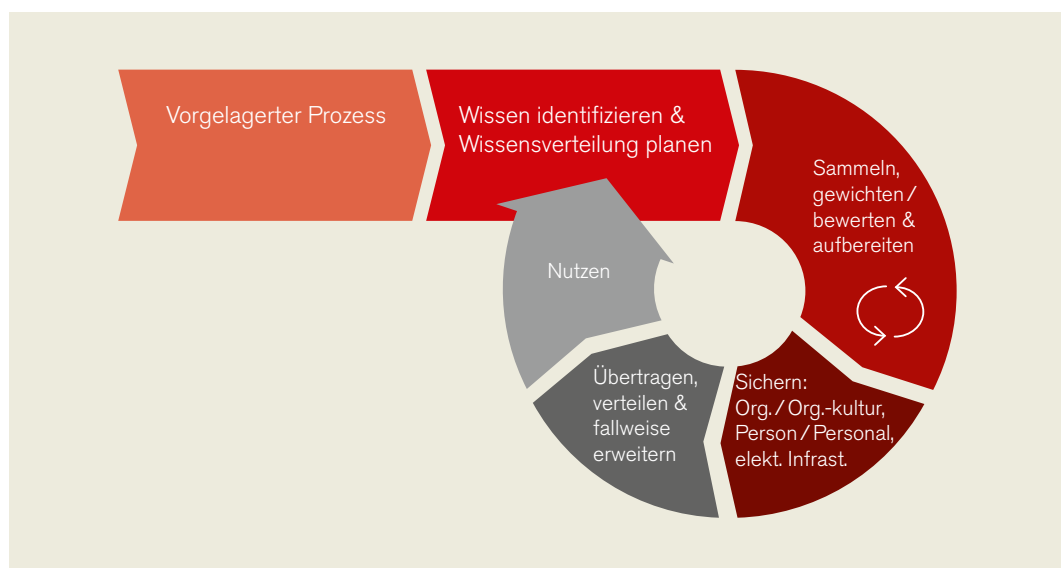 Vorgelagerter Prozess
Wissen identifizieren &
Wissensverteilung planen
Sammeln,
gewichten /
bewerten &
aufbereiten
Sichern:
Org. / Org.-kultur,
Person / Personal,
elekt. Infrast.
Übertragen,
verteilen &
fallweise
erweitern
Nutzen